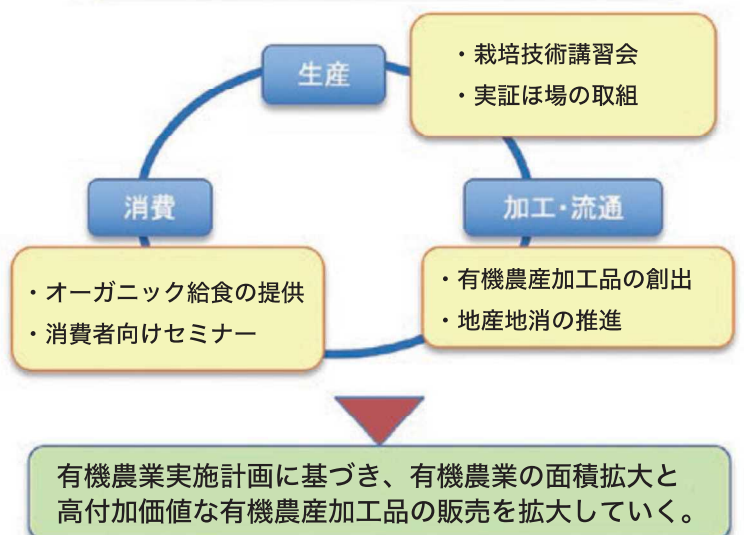 生産
・栽培技術講習会
・実証ほ場の取組
消費
加工・流通
・オーガニック給食の提供
・消費者向けセミナー
・有機農産加工品の創出
・地産地消の推進
有機農業実施計画に基づき、有機農業の面積拡大と
高付加価値な有機農産加工品の販売を拡大していく。